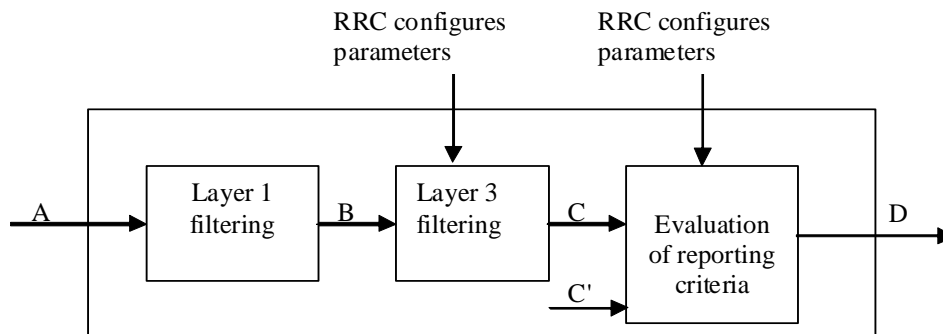 RRC configures
parameters
RRC configures
parameters
Layer 1
filtering
Layer 3
filtering
A
B
C
D
Evaluation
of reporting
criteria
C'